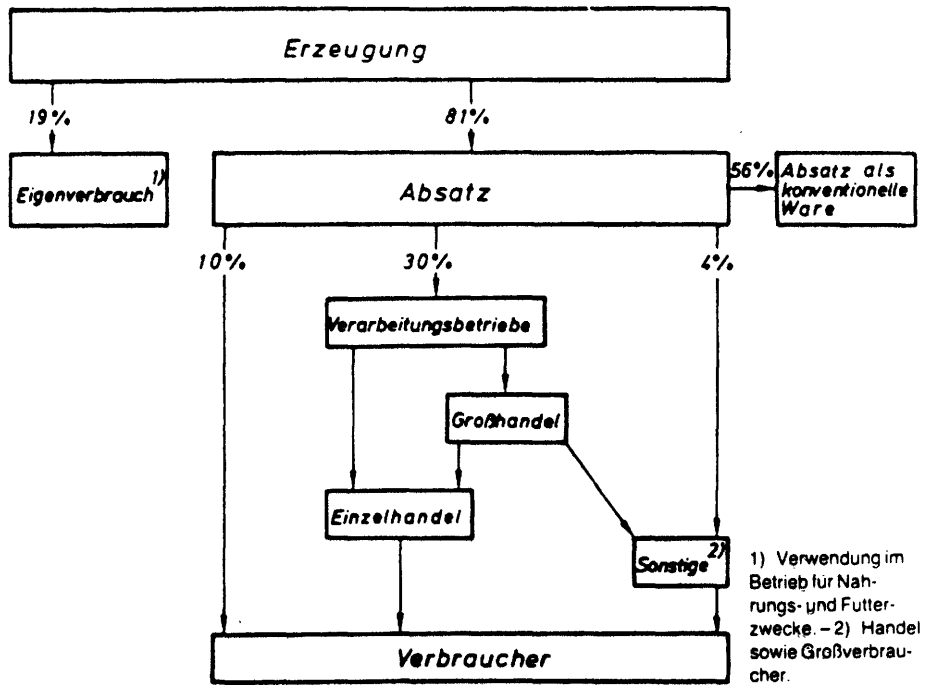 Erzeugung
19%
81%
Eigenverbrauch 1)
Absatz
56%
Absatz als
konventionelle
Ware
10%
30%
4%
Verarbeitungsbetriebe
Großhandel
Einzelhandel
Sonstige 2)
Verbraucher
1) Verwendung im
Betrieb für Nah-
rungs- und Futter-
zwecke. – 2) Handel
sowie Großverbrau-
cher.